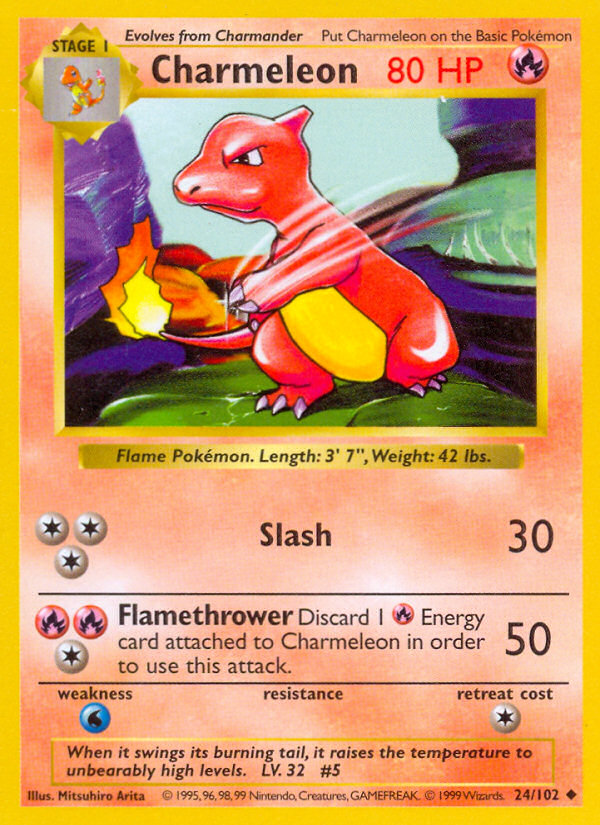 STAGE 1
Evolves from Charmander Put Charmeleon on the Basic Pokémon
Charmeleon 80 HP
Flame Pokémon. Length: 3' 7", Weight: 42 lbs.
Slash 30
Flamethrower Discard 1 Energy
card attached to Charmeleon in order
to use this attack.
50
weakness resistance retreat cost
When it swings its burning tail, it raises the temperature to
unbearably high levels. LV. 32 #5
Illus. Mitsuhiro Arita © 1995, 96, 98, 99 Nintendo, Creatures, GAMEFREAK. © 1999 Wizards. 24/102